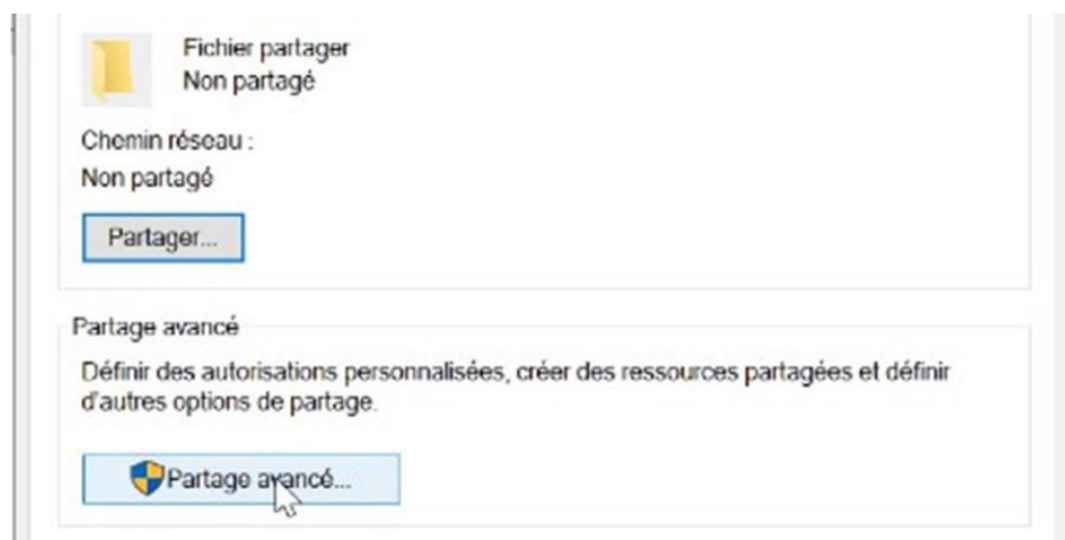 Fichier partager
Non partagé
Chemin réseau :
Non partagé
Partager...
Partage avancé
Définir des autorisations personnalisées, créer des ressources partagées et définir
d'autres options de partage.
Partage avancé...